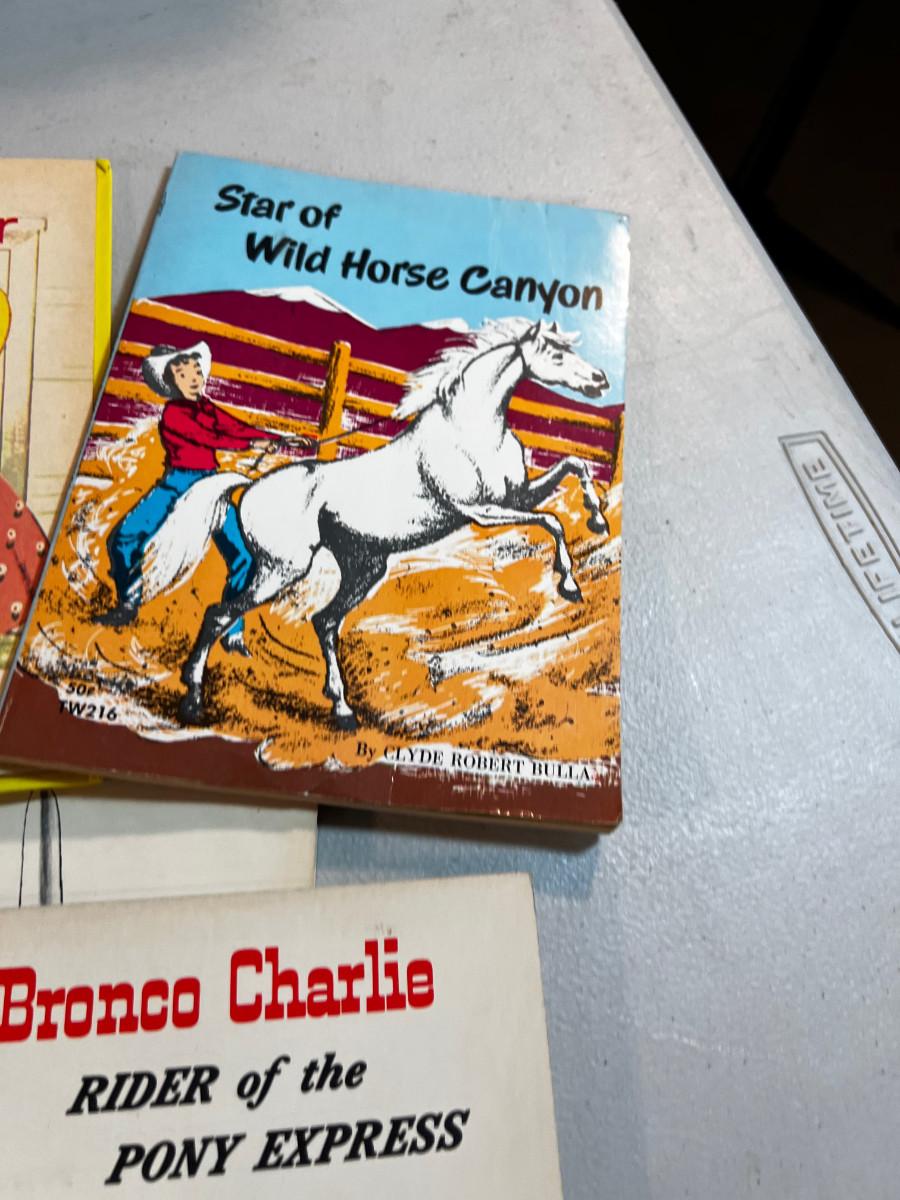 r
Star of
Wild Horse Canyon
50¢
TW216
By CLYDE ROBERT BULLA
LIFETIME
Bronco Charlie
RIDER of the
PONY EXPRESS